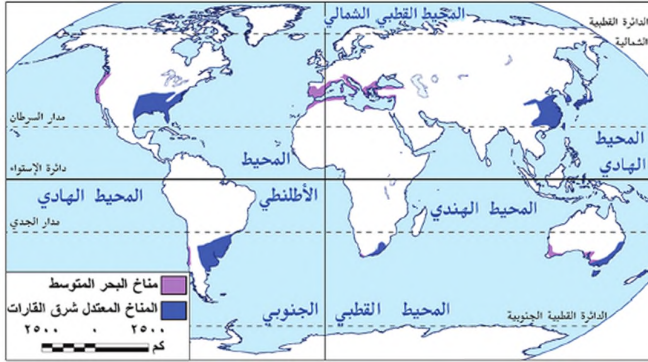 المحيط القطبي الشمالي
الدائرة القطبية
الشمالية
مدار السرطان
المحيط
الهادي
المحيط
دائرة الإستواء
الأطلنطي
المحيط الهندي
المحيط الهادي
مدار الجدي
مناخ البحر المتوسط
المناخ المعتدل شرق القارات
٢٥٠٠ ٠ ٢٥٠٠
كم
المحيط القطبي الجنوبي
الدائرة القطبية الجنوبية